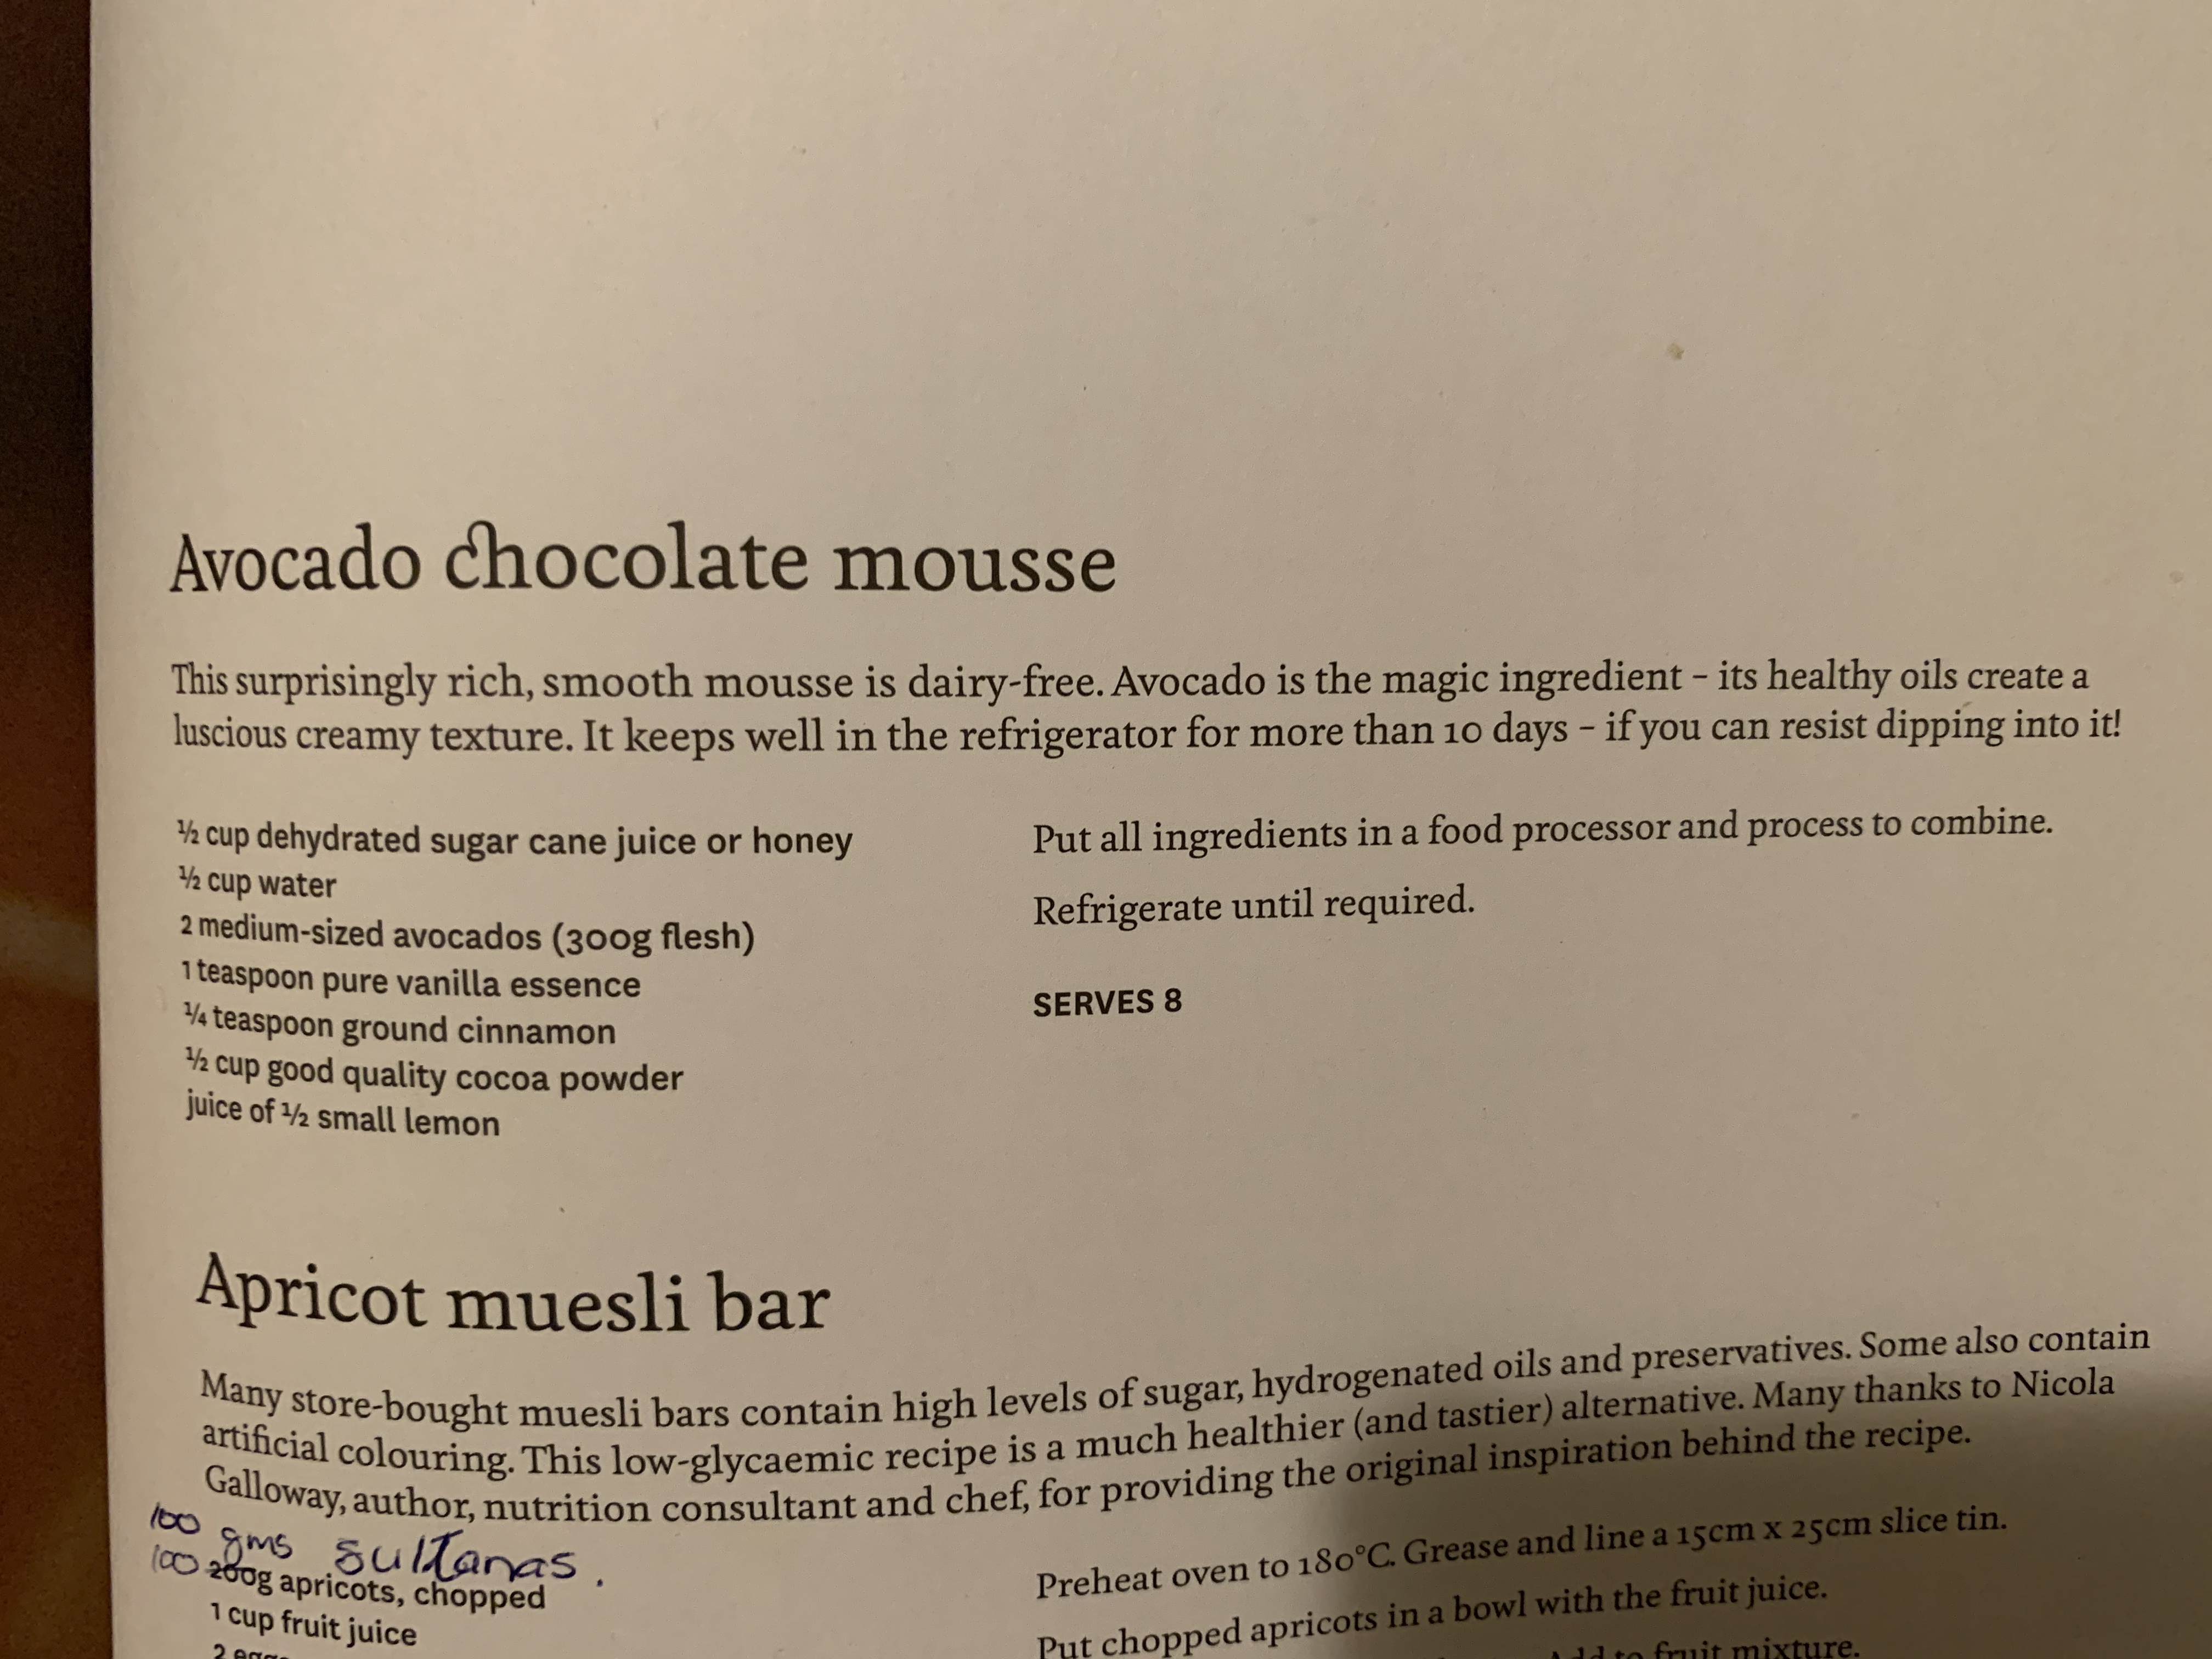 Avocado chocolate mousse
This surprisingly rich, smooth mousse is dairy-free. Avocado is the magic ingredient – its healthy oils create a
luscious creamy texture. It keeps well in the refrigerator for more than 10 days – if you can resist dipping into it!
½ cup dehydrated sugar cane juice or honey
½ cup water
2 medium-sized avocados (300g flesh)
1 teaspoon pure vanilla essence
¼ teaspoon ground cinnamon
½ cup good quality cocoa powder
juice of ½ small lemon
Put all ingredients in a food processor and process to combine.
Refrigerate until required.
SERVES 8
Apricot muesli bar
Many store-bought muesli bars contain high levels of sugar, hydrogenated oils and preservatives. Some also contain
artificial colouring. This low-glycaemic recipe is a much healthier (and tastier) alternative. Many thanks to Nicola
Galloway, author, nutrition consultant and chef, for providing the original inspiration behind the recipe.
100 gms sultanas.
100 200g apricots, chopped
1 cup fruit juice
2
Preheat oven to 180°C. Grease and line a 15cm x 25cm slice tin.
Put chopped apricots in a bowl with the fruit juice.
Add to fruit mixture.